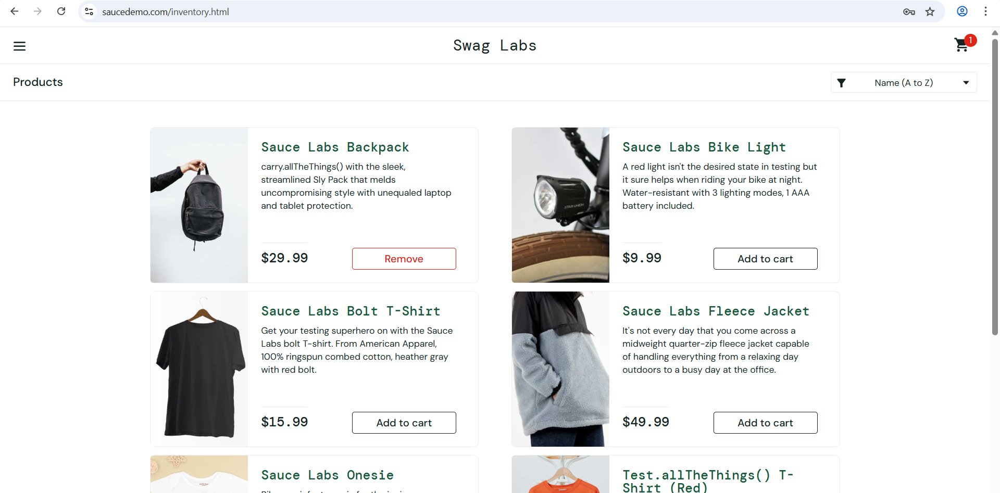 saucedemo.com/inventory.html
Swag Labs
1
Products
Name (A to Z)
Sauce Labs Backpack
carry.allTheThings() with the sleek,
streamlined Sly Pack that melds
uncompromising style with unequaled laptop
and tablet protection.
$29.99
Remove
Sauce Labs Bike Light
A red light isn't the desired state in testing but
it sure helps when riding your bike at night.
Water-resistant with 3 lighting modes, 1 AAA
battery included.
STAR UNION
$9.99
Add to cart
Sauce Labs Bolt T-Shirt
Get your testing superhero on with the Sauce
Labs bolt T-shirt. From American Apparel,
100% ringspun combed cotton, heather gray
with red bolt.
$15.99
Add to cart
Sauce Labs Fleece Jacket
It's not every day that you come across a
midweight quarter-zip fleece jacket capable
of handling everything from a relaxing day
outdoors to a busy day at the office.
$49.99
Add to cart
Sauce Labs Onesie
Test.allTheThings() T-
Shirt (Red)